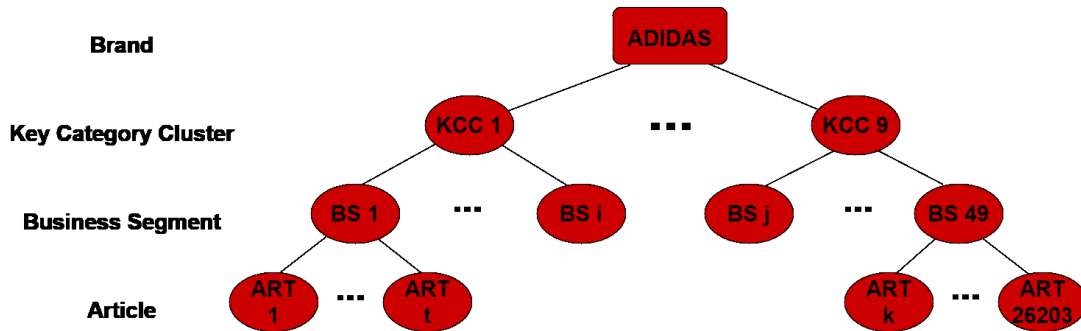 Brand
ADIDAS
Key Category Cluster
KCC 1
...
KCC 9
Business Segment
BS 1
...
BS i
BS j
...
BS 49
Article
ART
1
...
ART
t
ART
k
...
ART
26203